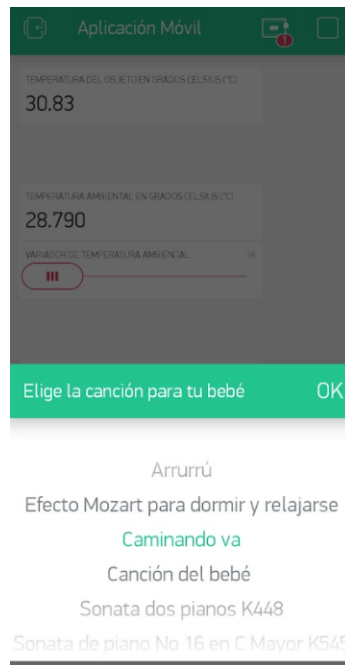 Aplicación Móvil
1
TEMPERATURA DEL OBJETO EN GRADOS CELSIUS (°C)
30.83
TEMPERATURA AMBIENTAL EN GRADOS CELSIUS (°C)
28.790
VARIADOR DE TEMPERATURA AMBIENTAL 16
Elige la canción para tu bebé OK
Arrurrú
Efecto Mozart para dormir y relajarse
Caminando va
Canción del bebé
Sonata dos pianos K448
Sonata de piano No 16 en C Mayor K545